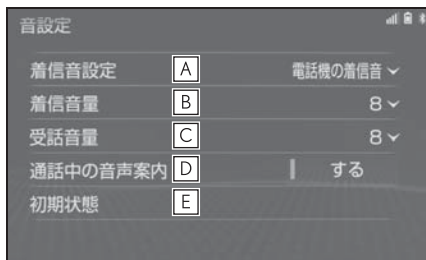 音設定
着信音設定 A 電話機の着信音
着信音量 B 8
受話音量 C 8
通話中の音声案内 D する
初期状態 E